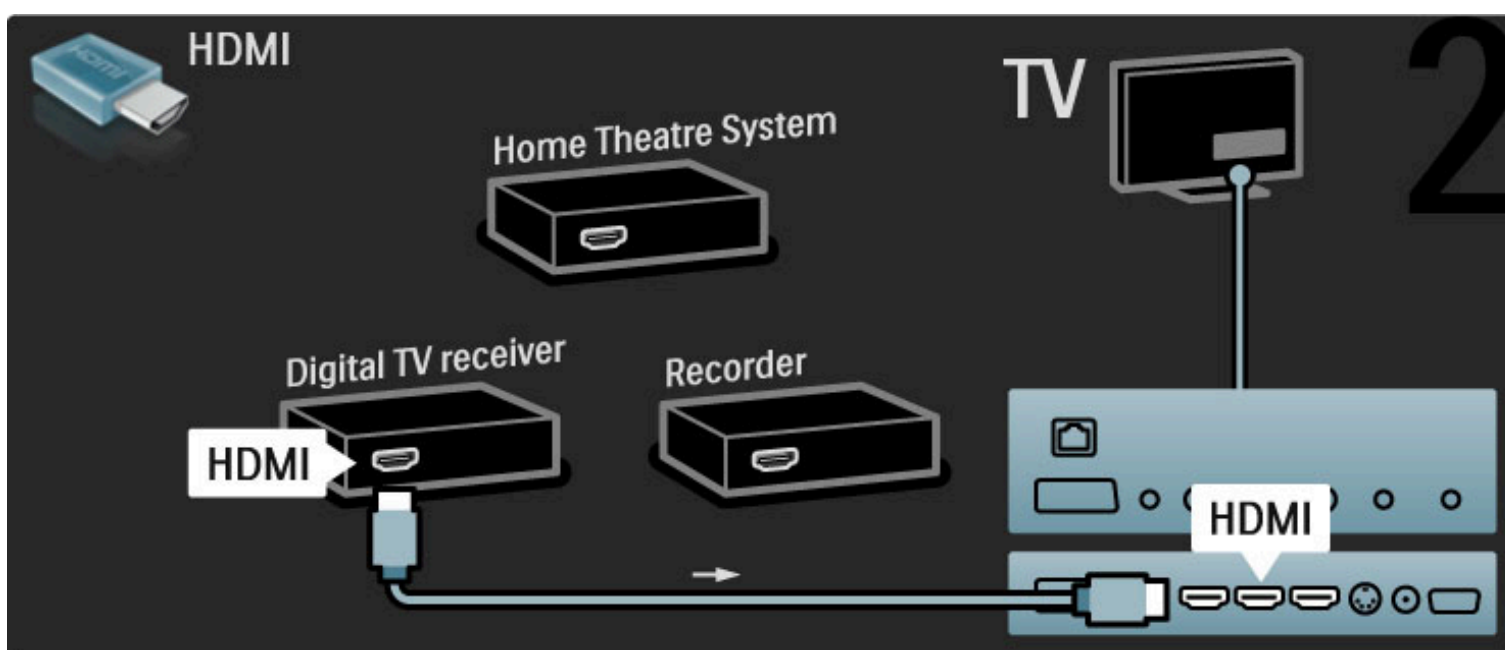 HDMI
TV
2
Home Theatre System
Digital TV receiver
Recorder
HDMI
HDMI